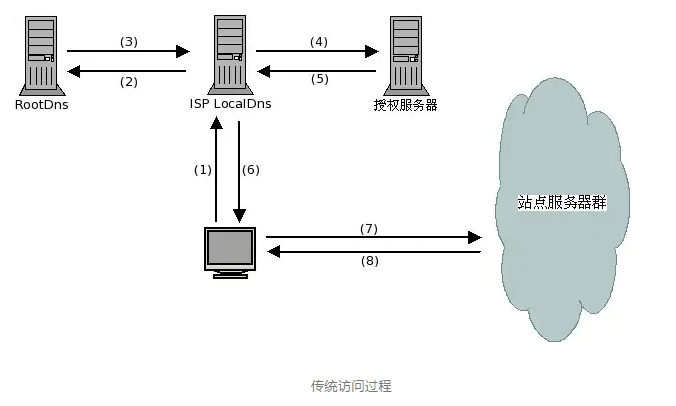 (3)
(4)
(2)
(5)
RootDns
ISP LocalDns
授权服务器
(1)
(6)
站点服务器群
(7)
(8)
传统访问过程